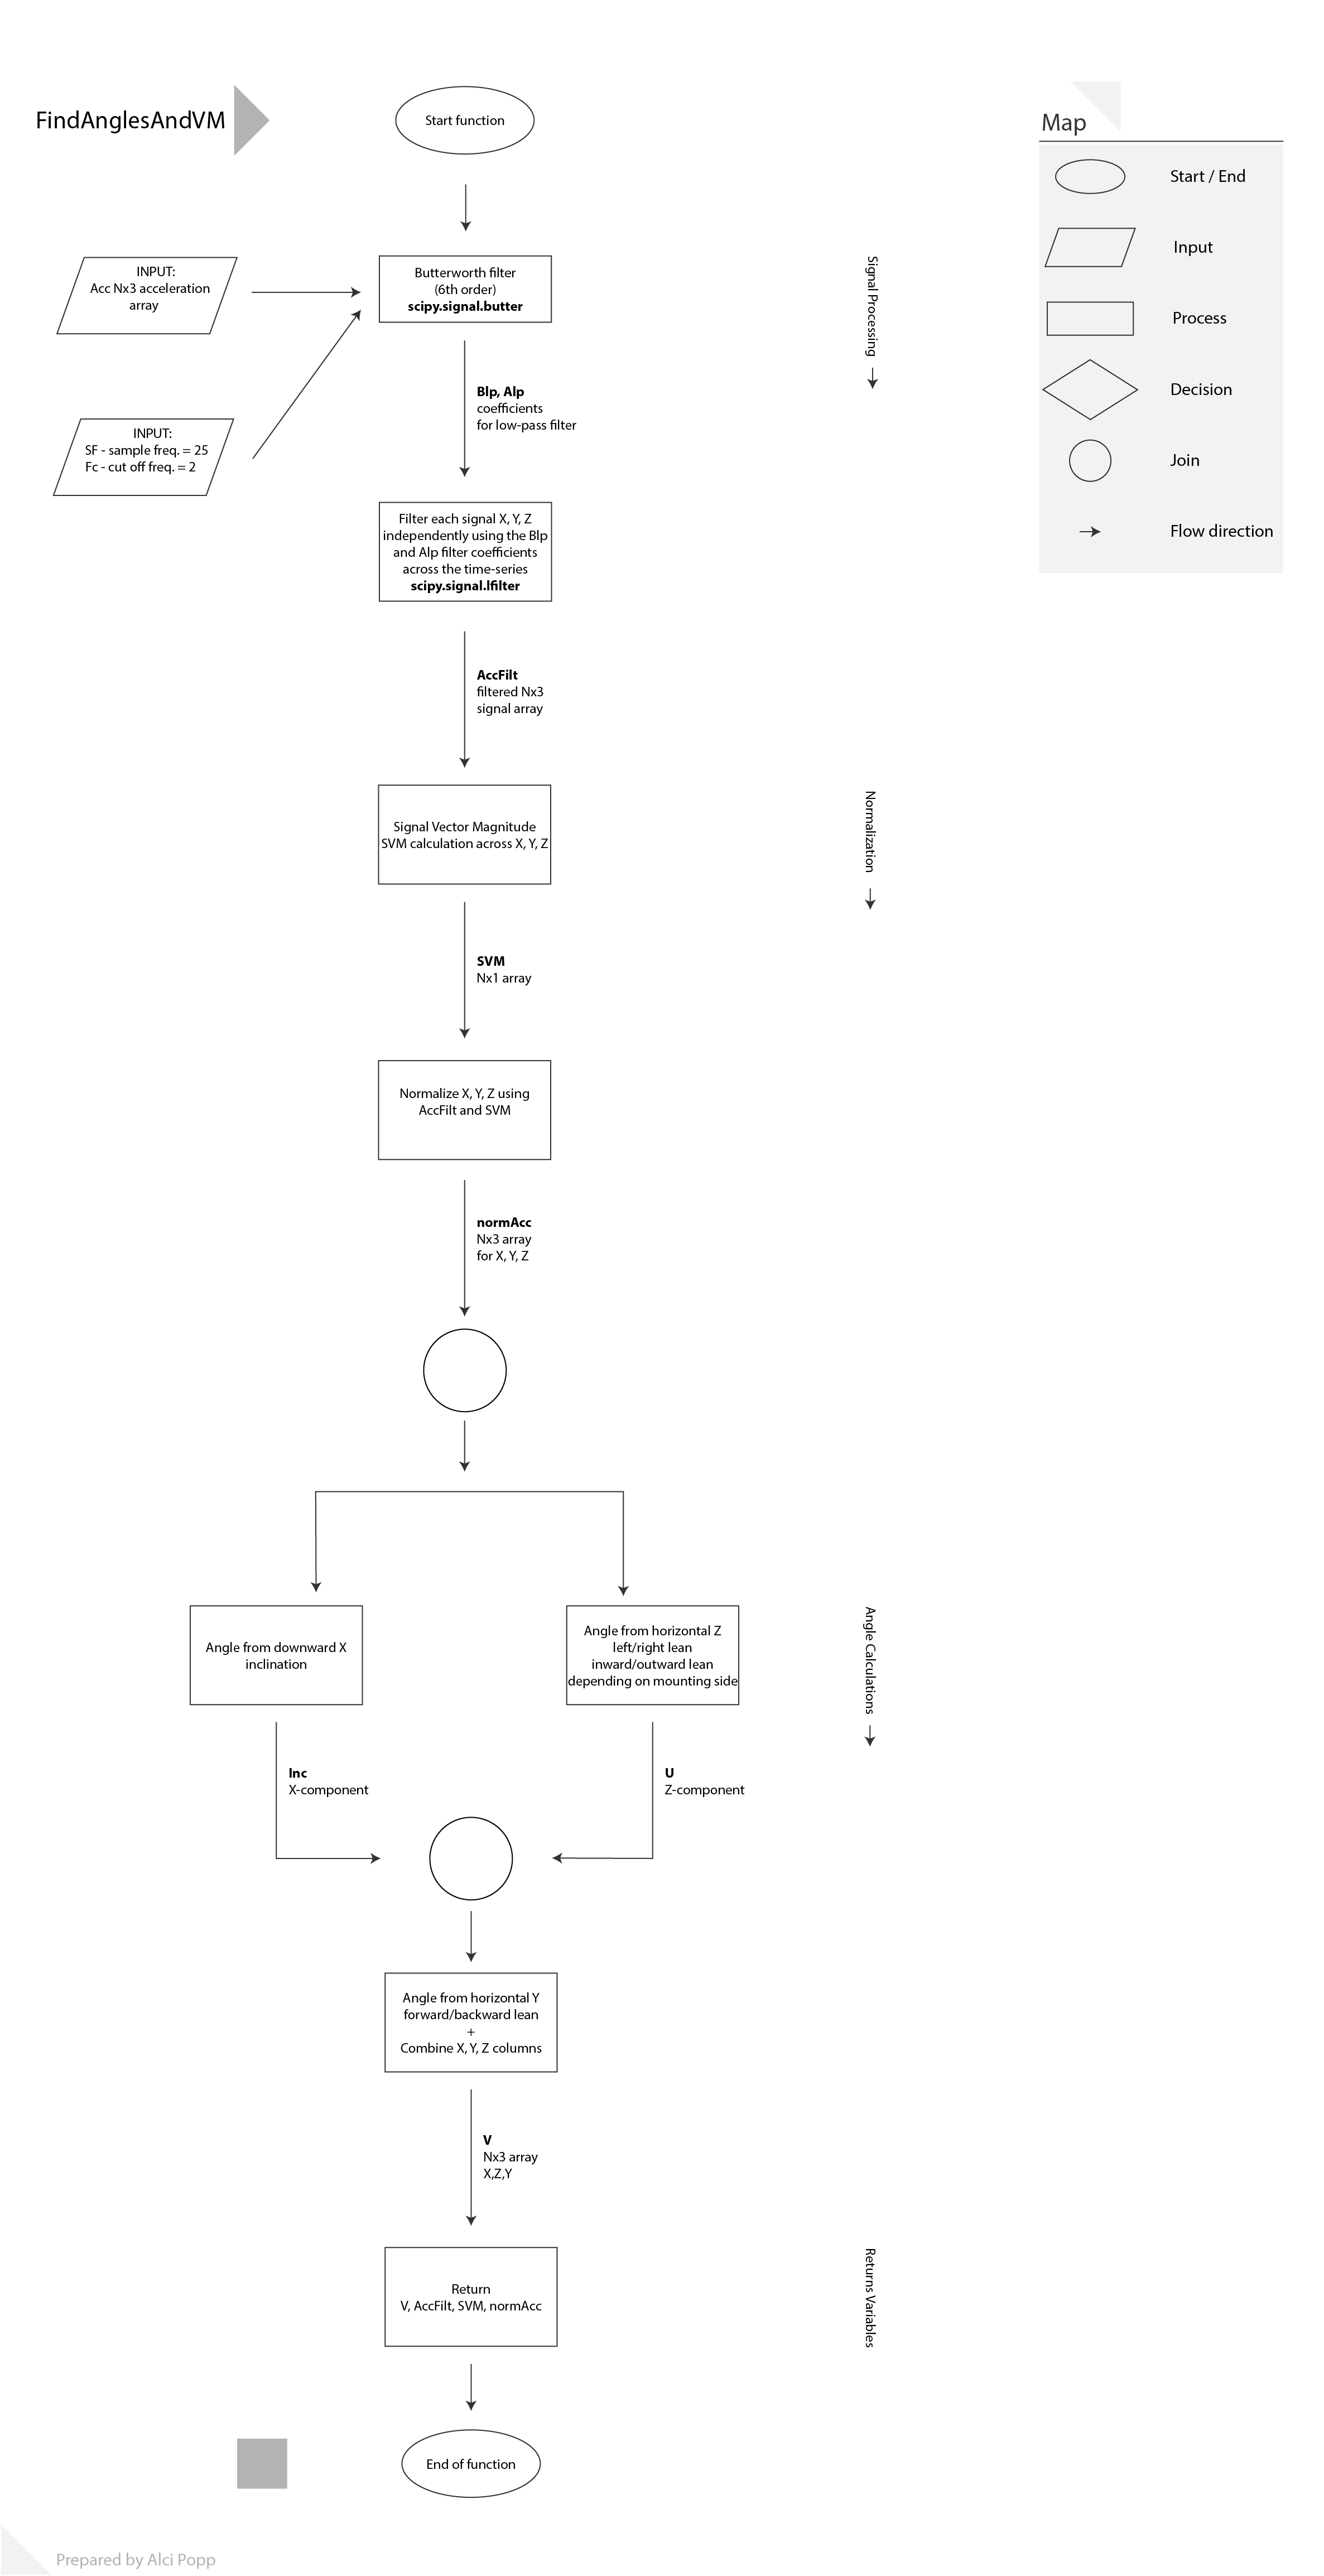 FindAnglesAndVM
Start function
Map
Start / End
Input
Process
Decision
Join
Flow direction
INPUT:
Acc Nx3 acceleration
array
Butterworth filter
(6th order)
scipy.signal.butter
Signal Processing
INPUT:
SF - sample freq. = 25
Fc - cut off freq. = 2
Blp, Alp
coefficients
for low-pass filter
Filter each signal X, Y, Z
independently using the Blp
and Alp filter coefficients
across the time-series
scipy.signal.lfilter
AccFilt
filtered Nx3
signal array
Signal Vector Magnitude
SVM calculation across X, Y, Z
Normalization
SVM
Nx1 array
Normalize X, Y, Z using
AccFilt and SVM
normAcc
Nx3 array
for X, Y, Z
Angle from downward X
inclination
Angle from horizontal Z
left/right lean
inward/outward lean
depending on mounting side
Angle Calculations
Inc
X-component
U
Z-component
Angle from horizontal Y
forward/backward lean
+
Combine X, Y, Z columns
V
Nx3 array
X,Z,Y
Return
V, AccFilt, SVM, normAcc
Returns Variables
End of function
Prepared by Alci Popp